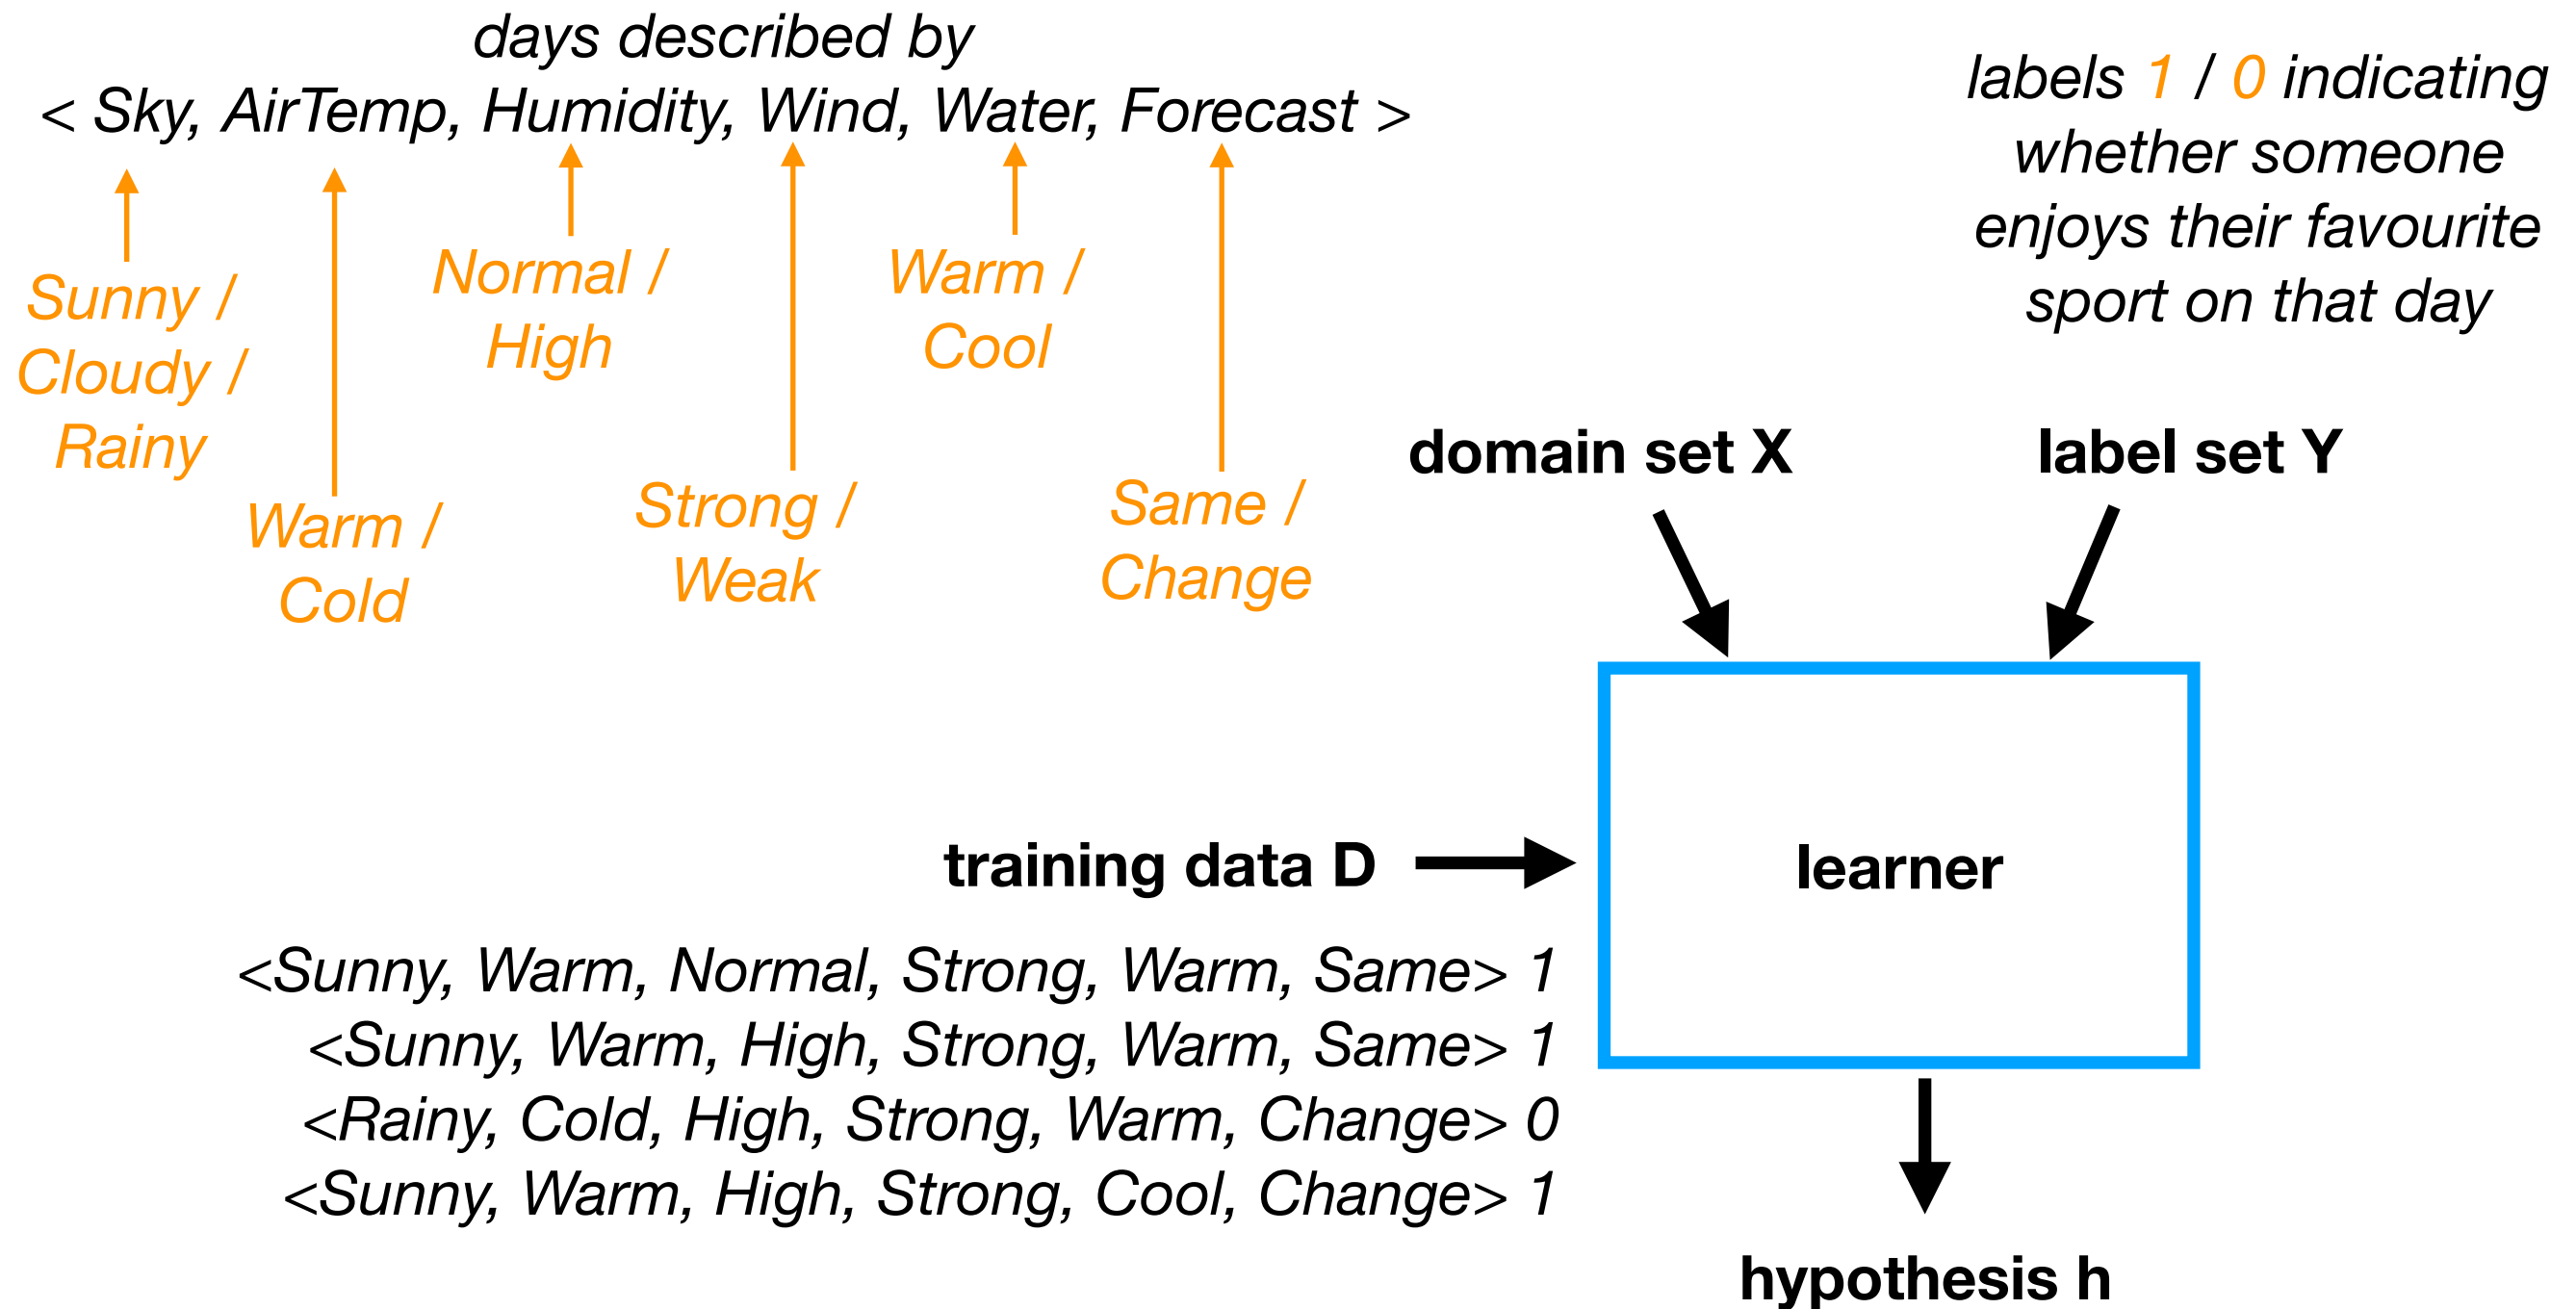 days described by
< Sky, AirTemp, Humidity, Wind, Water, Forecast >
Sunny /
Cloudy /
Rainy
Warm /
Cold
Normal /
High
Strong /
Weak
Warm /
Cool
Same /
Change
labels 1 / 0 indicating
whether someone
enjoys their favourite
sport on that day
domain set X
label set Y
training data D
learner
<Sunny, Warm, Normal, Strong, Warm, Same> 1
<Sunny, Warm, High, Strong, Warm, Same> 1
<Rainy, Cold, High, Strong, Warm, Change> 0
<Sunny, Warm, High, Strong, Cool, Change> 1
hypothesis h